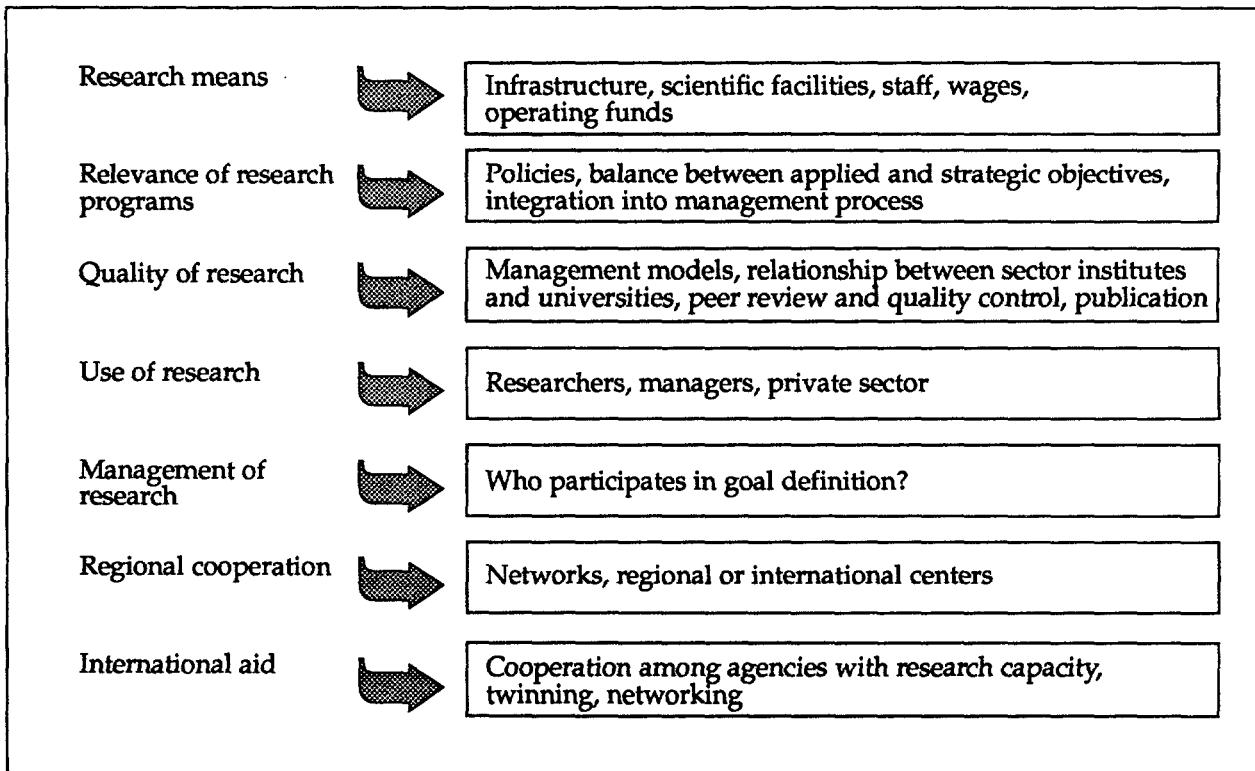 Research means
Infrastructure, scientific facilities, staff, wages,
operating funds
Relevance of research
programs
Policies, balance between applied and strategic objectives,
integration into management process
Quality of research
Management models, relationship between sector institutes
and universities, peer review and quality control, publication
Use of research
Researchers, managers, private sector
Management of
research
Who participates in goal definition?
Regional cooperation
Networks, regional or international centers
International aid
Cooperation among agencies with research capacity,
twinning, networking